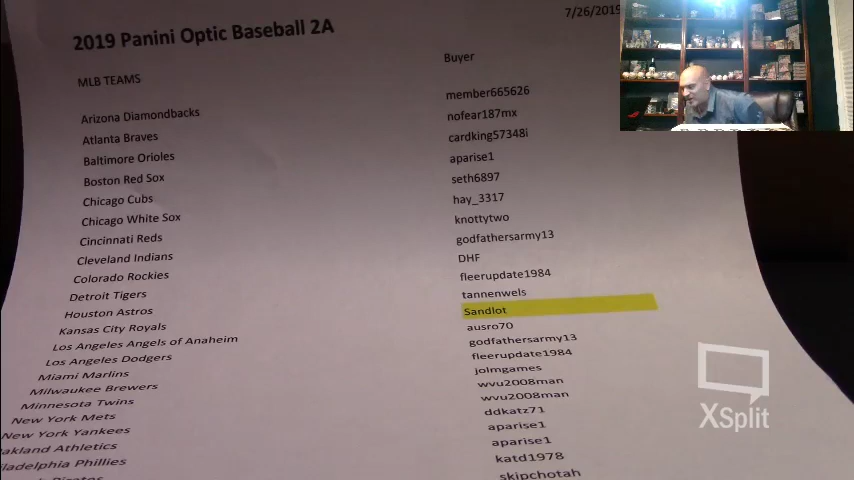 2019 Panini Optic Baseball 2A 7/26/2019
MLB TEAMS Buyer
Arizona Diamondbacks member665626
Atlanta Braves nofear187mx
Baltimore Orioles cardking57348i
Boston Red Sox aparise1
Chicago Cubs seth6897
Chicago White Sox hay_3317
Cincinnati Reds knottytwo
Cleveland Indians godfathersarmy13
Colorado Rockies DHF
Detroit Tigers fleerupdate1984
Houston Astros tannenwels
Kansas City Royals Sandlot
Los Angeles Angels of Anaheim ausro70
Los Angeles Dodgers godfathersarmy13
Miami Marlins fleerupdate1984
Milwaukee Brewers jolmgames
Minnesota Twins wvu2008man
New York Mets wvu2008man
New York Yankees ddkatz71
akland Athletics aparise1
iladelphia Phillies aparise1
Pirates katd1978
skipchotah
XSplit